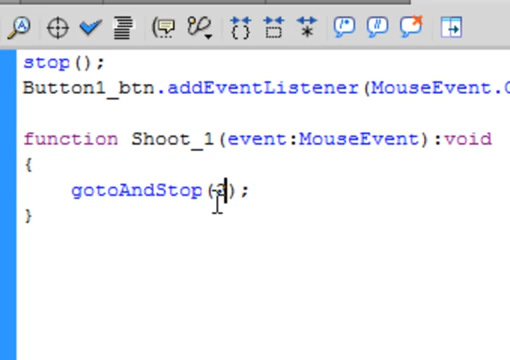 stop();
Button1_btn.addEventListener(MouseEvent.
function Shoot_1(event:MouseEvent):void
{
gotoAndStop();
}